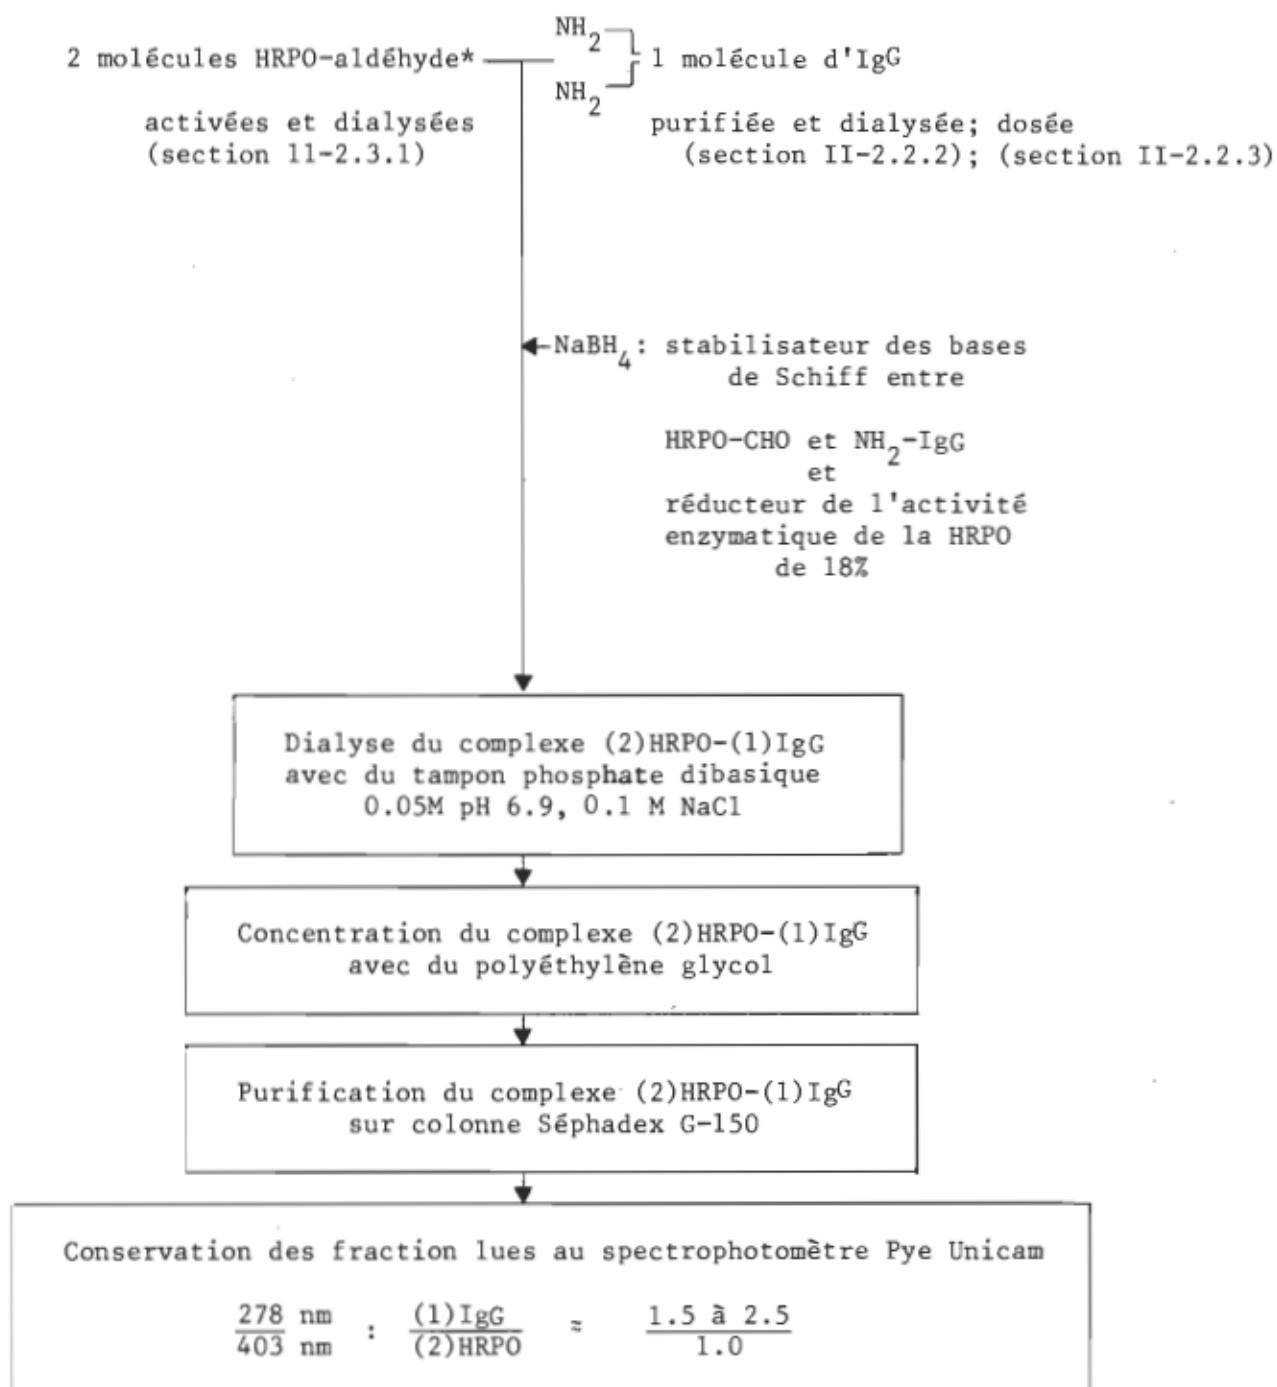 2 molécules HRPO-aldéhyde*
NH2
NH2
1 molécule d'IgG
activées et dialysées
(section 11-2.3.1)
purifiée et dialysée; dosée
(section II-2.2.2); (section II-2.2.3)
NaBH4: stabilisateur des bases
de Schiff entre
HRPO-CHO et NH2-IgG
et
réducteur de l'activité
enzymatique de la HRPO
de 18%
Dialyse du complexe (2)HRPO-(1)IgG
avec du tampon phosphate dibasique
0.05M pH 6.9, 0.1 M NaCl
Concentration du complexe (2)HRPO-(1)IgG
avec du polyéthylène glycol
Purification du complexe (2)HRPO-(1)IgG
sur colonne Séphadex G-150
Conservation des fraction lues au spectrophotomètre Pye Unicam
278 nm : (1)IgG ≈ 1.5 à 2.5
403 nm (2)HRPO 1.0